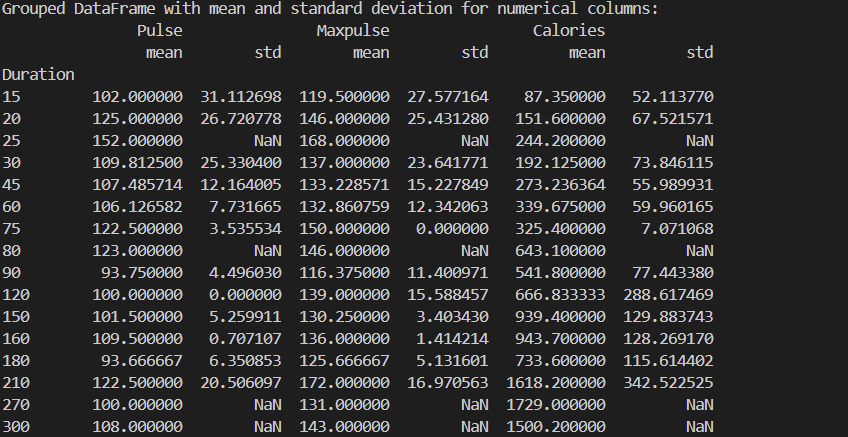 Grouped DataFrame with mean and standard deviation for numerical columns:
Pulse Maxpulse Calories
mean std mean std mean std
Duration
15 102.000000 31.112698 119.500000 27.577164 87.350000 52.113770
20 125.000000 26.720778 146.000000 25.431280 151.600000 67.521571
25 152.000000 NaN 168.000000 NaN 244.200000 NaN
30 109.812500 25.330400 137.000000 23.641771 192.125000 73.846115
45 107.485714 12.164005 133.228571 15.227849 273.236364 55.989931
60 106.126582 7.731665 132.860759 12.342063 339.675000 59.960165
75 122.500000 3.535534 150.000000 0.000000 325.400000 7.071068
80 123.000000 NaN 146.000000 NaN 643.100000 NaN
90 93.750000 4.496030 116.375000 11.400971 541.800000 77.443380
120 100.000000 0.000000 139.000000 15.588457 666.833333 288.617469
150 101.500000 5.259911 130.250000 3.403430 939.400000 129.883743
160 109.500000 0.707107 136.000000 1.414214 943.700000 128.269170
180 93.666667 6.350853 125.666667 5.131601 733.600000 115.614402
210 122.500000 20.506097 172.000000 16.970563 1618.200000 342.522525
270 100.000000 NaN 131.000000 NaN 1729.000000 NaN
300 108.000000 NaN 143.000000 NaN 1500.200000 NaN